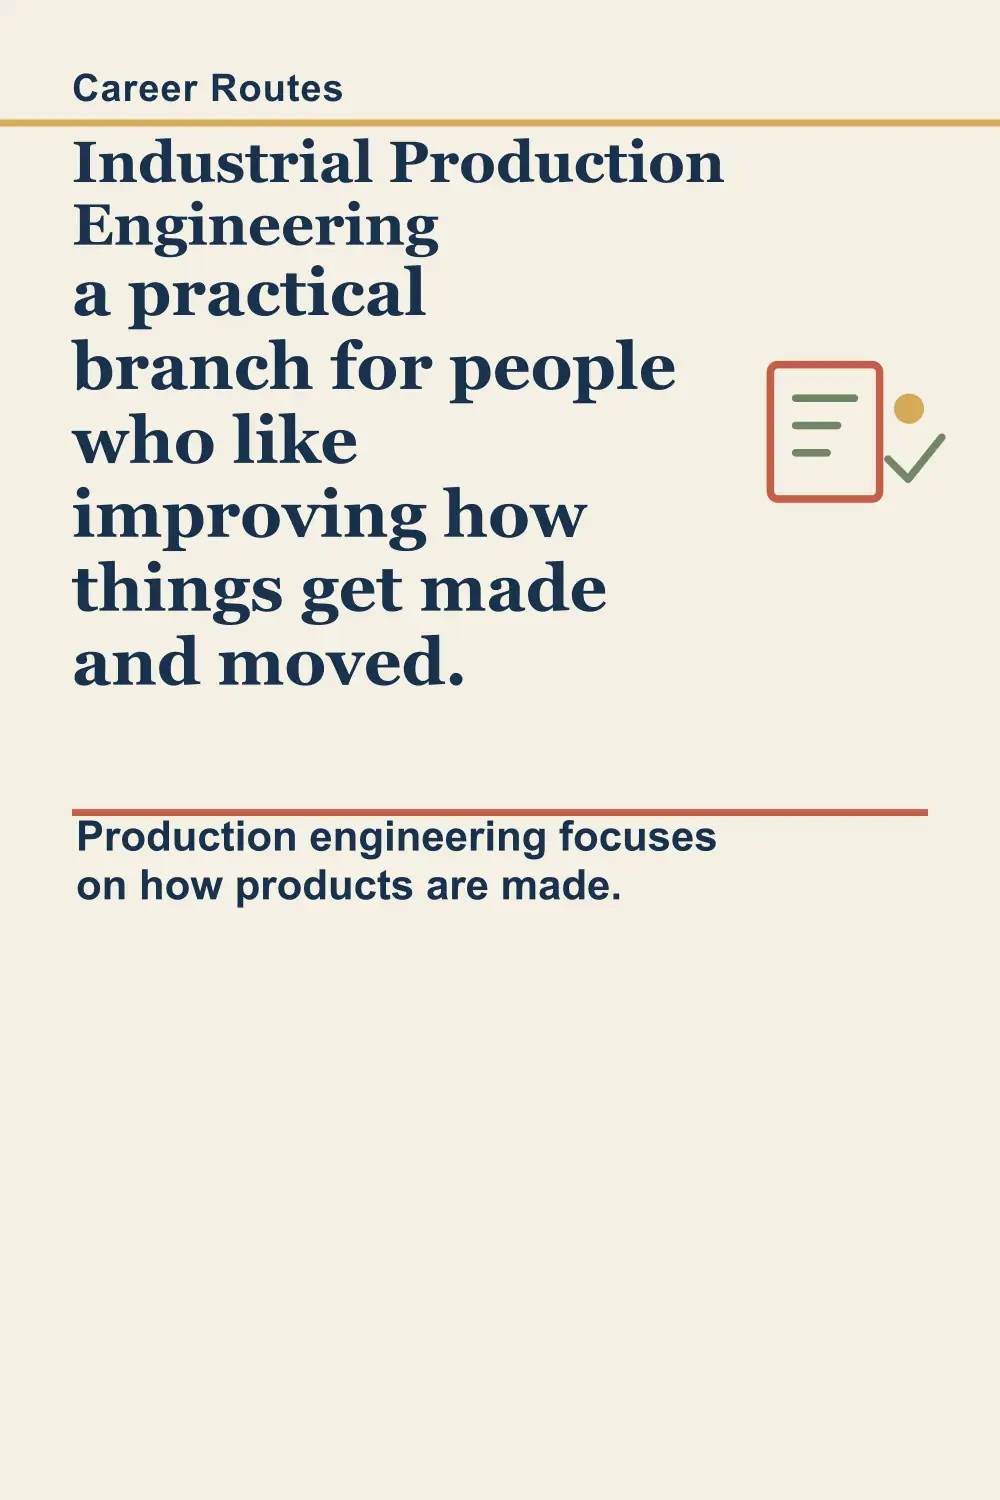 Career Routes
Industrial Production
Engineering
a practical
branch for people
who like
improving how
things get made
and moved.
Production engineering focuses
on how products are made.